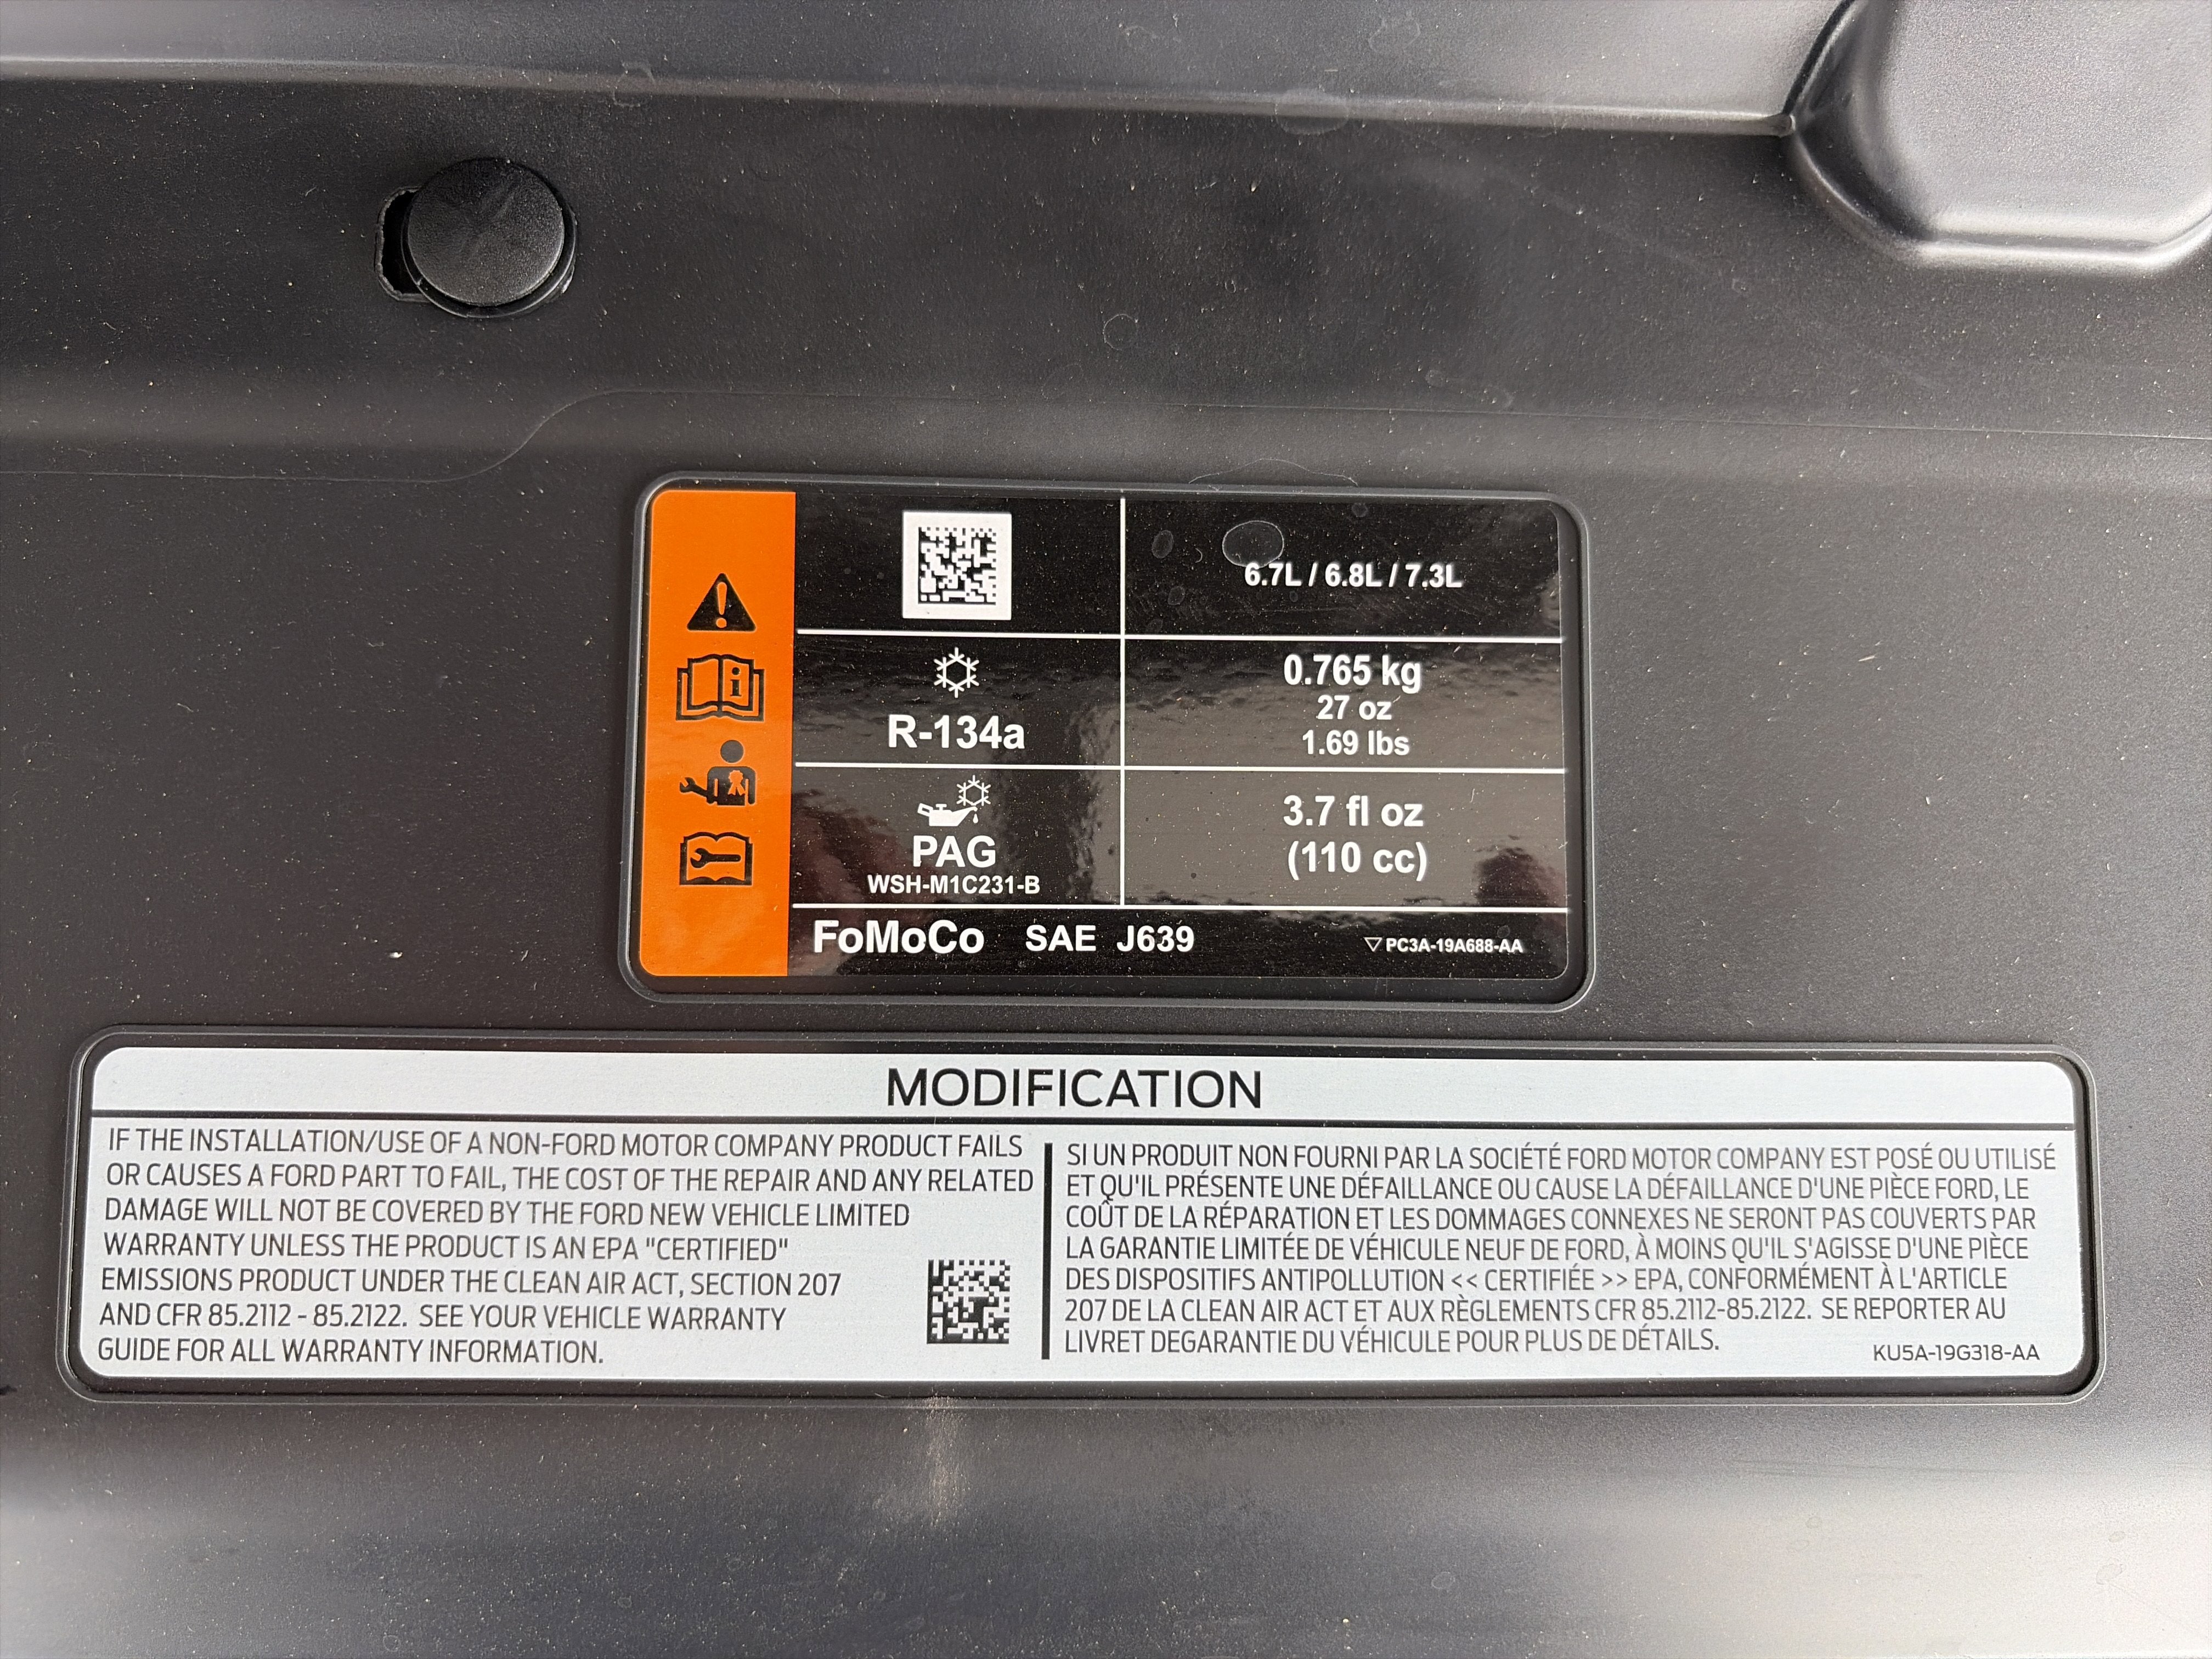 6.7L / 6.8L / 7.3L
R-134a
0.765 kg
27 oz
1.69 lbs
PAG
WSH-M1C231-B
3.7 fl oz
(110 cc)
FoMoCo SAE J639 PC3A-19A688-AA
MODIFICATION
IF THE INSTALLATION/USE OF A NON-FORD MOTOR COMPANY PRODUCT FAILS
OR CAUSES A FORD PART TO FAIL, THE COST OF THE REPAIR AND ANY RELATED
DAMAGE WILL NOT BE COVERED BY THE FORD NEW VEHICLE LIMITED
WARRANTY UNLESS THE PRODUCT IS AN EPA "CERTIFIED"
EMISSIONS PRODUCT UNDER THE CLEAN AIR ACT, SECTION 207
AND CFR 85.2112 - 85.2122. SEE YOUR VEHICLE WARRANTY
GUIDE FOR ALL WARRANTY INFORMATION.
SI UN PRODUIT NON FOURNI PAR LA SOCIÉTÉ FORD MOTOR COMPANY EST POSÉ OU UTILISÉ
ET QU'IL PRÉSENTE UNE DÉFAILLANCE OU CAUSE LA DÉFAILLANCE D'UNE PIÈCE FORD, LE
COÛT DE LA RÉPARATION ET LES DOMMAGES CONNEXES NE SERONT PAS COUVERTS PAR
LA GARANTIE LIMITÉE DE VÉHICULE NEUF DE FORD, À MOINS QU'IL S'AGISSE D'UNE PIÈCE
DES DISPOSITIFS ANTIPOLLUTION << CERTIFIÉE >> EPA, CONFORMÉMENT À L'ARTICLE
207 DE LA CLEAN AIR ACT ET AUX RÈGLEMENTS CFR 85.2112-85.2122. SE REPORTER AU
LIVRET DEGARANTIE DU VÉHICULE POUR PLUS DE DÉTAILS.
KU5A-19G318-AA